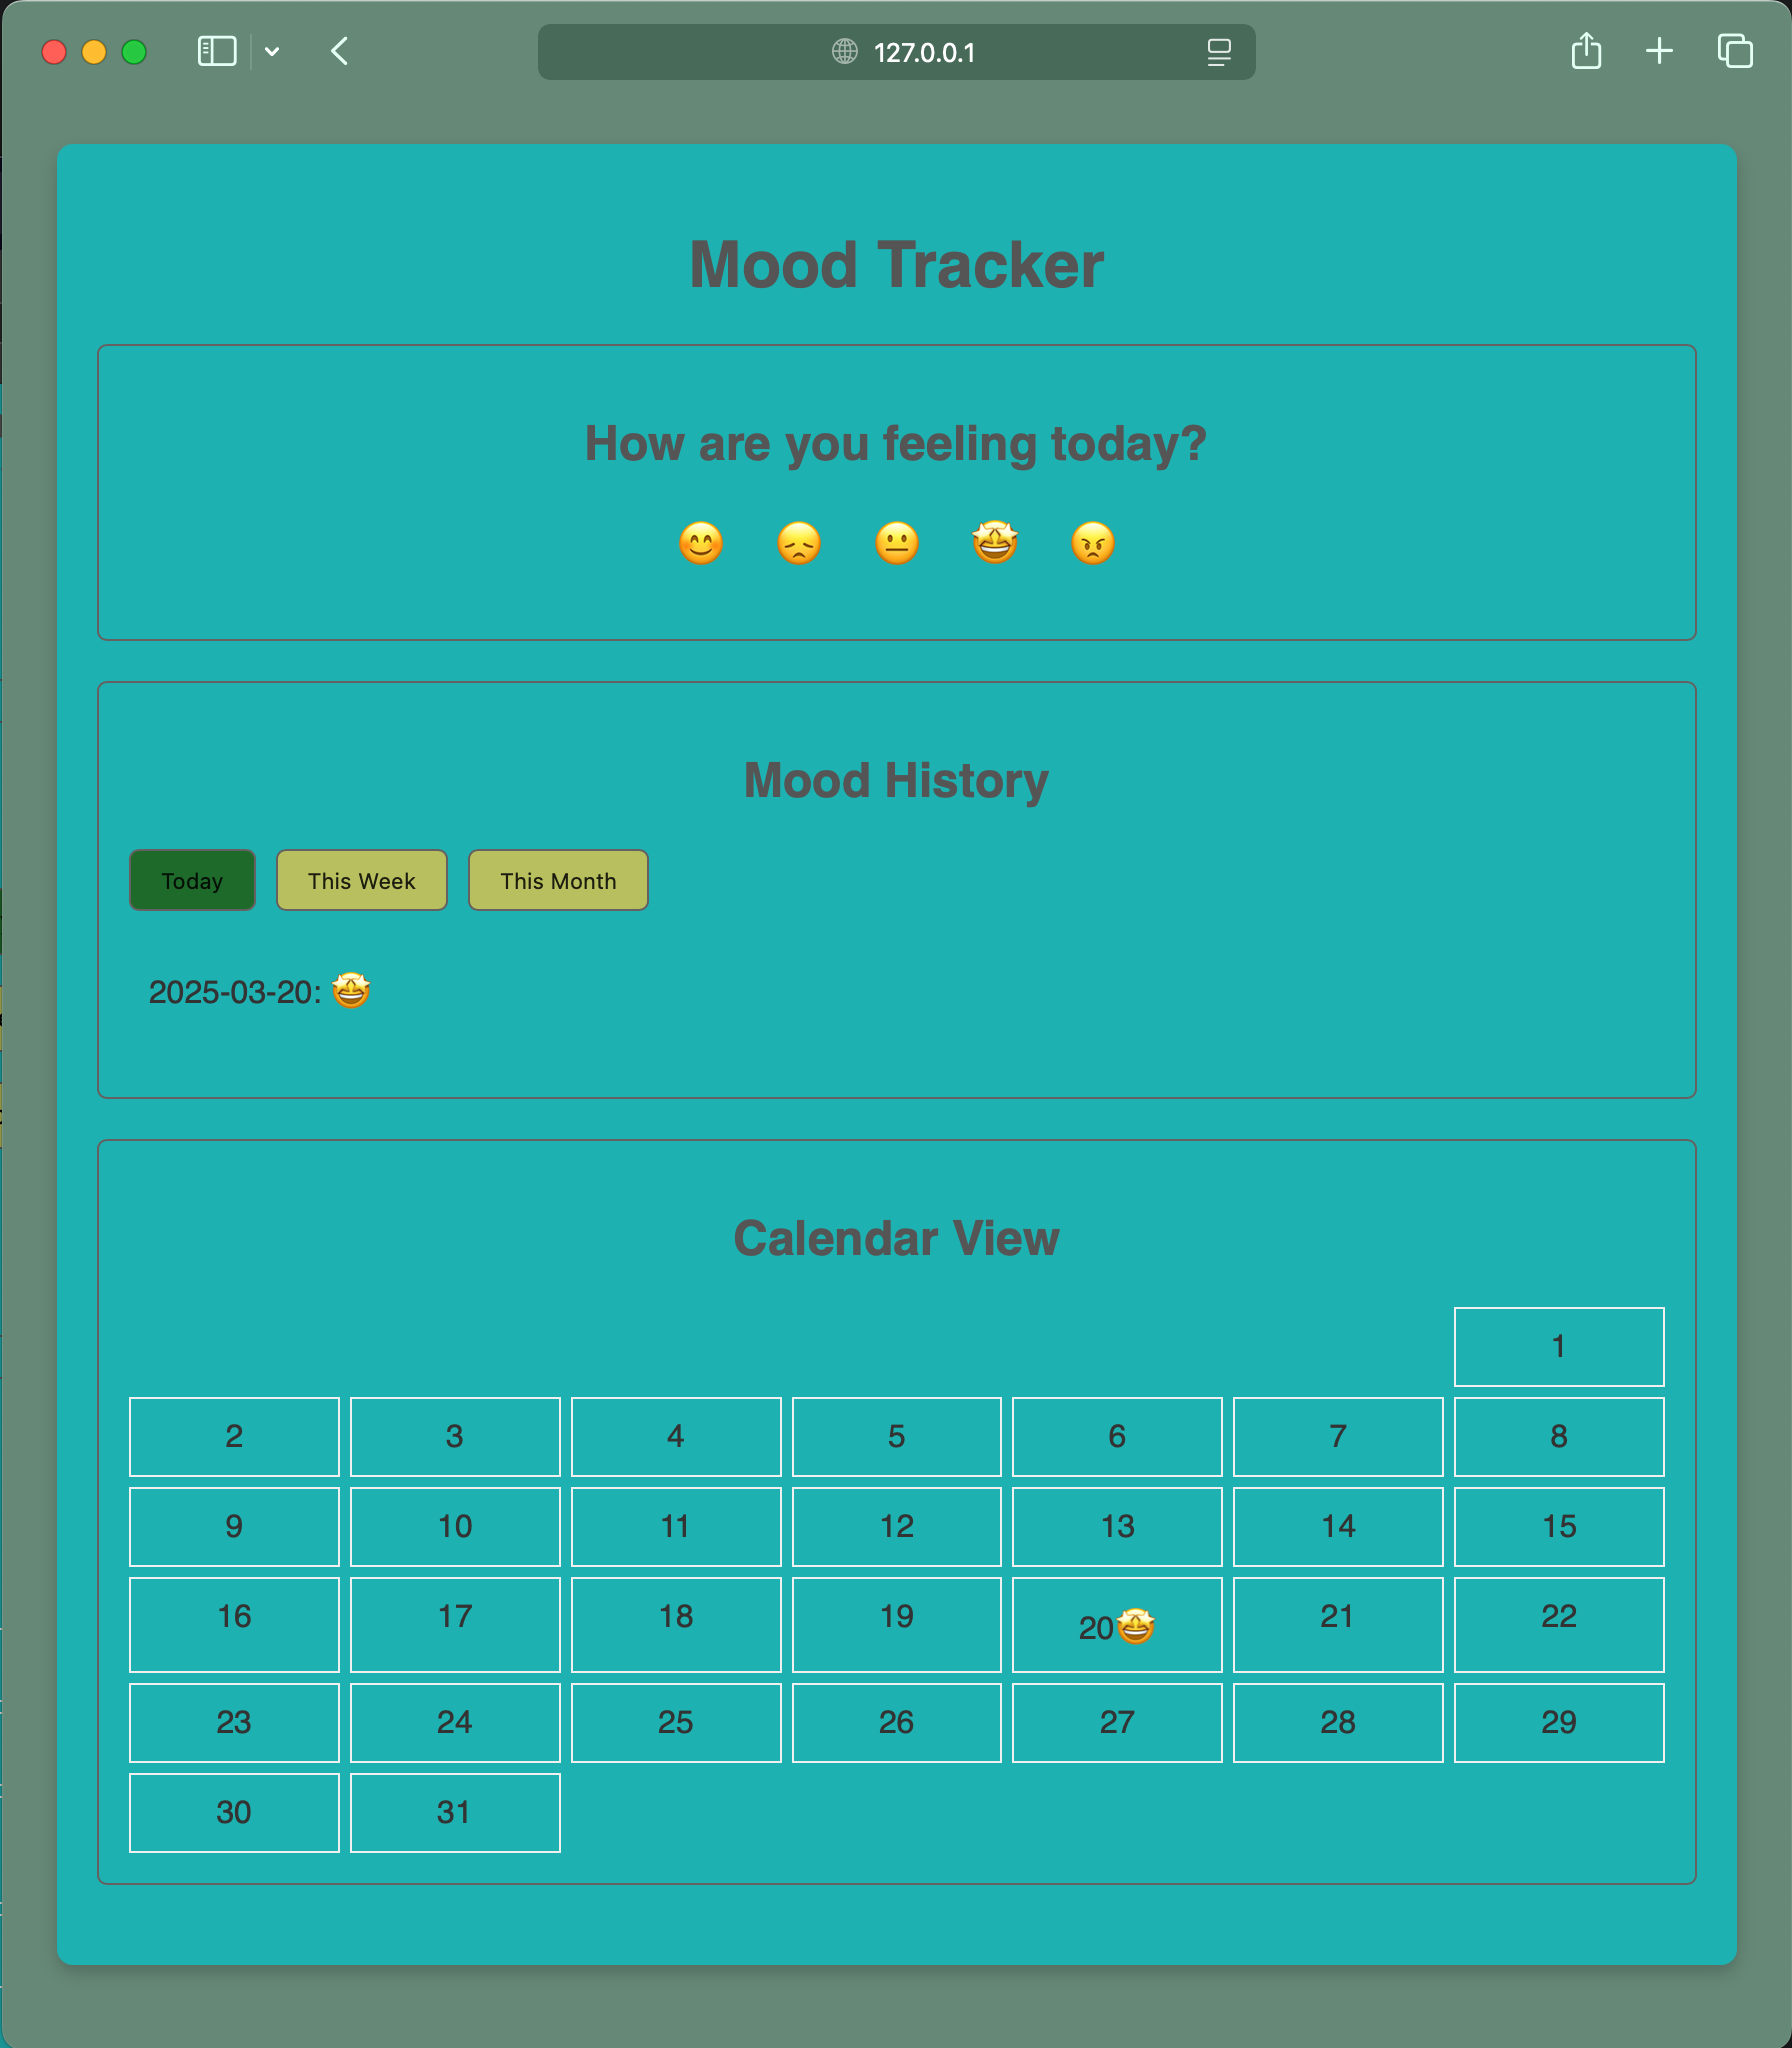 127.0.0.1
Mood Tracker
How are you feeling today?
😊 😞 😐 🤩 😠
Mood History
Today This Week This Month
2025-03-20: 🤩
Calendar View
1
2 3 4 5 6 7 8
9 10 11 12 13 14 15
16 17 18 19 20🤩 21 22
23 24 25 26 27 28 29
30 31